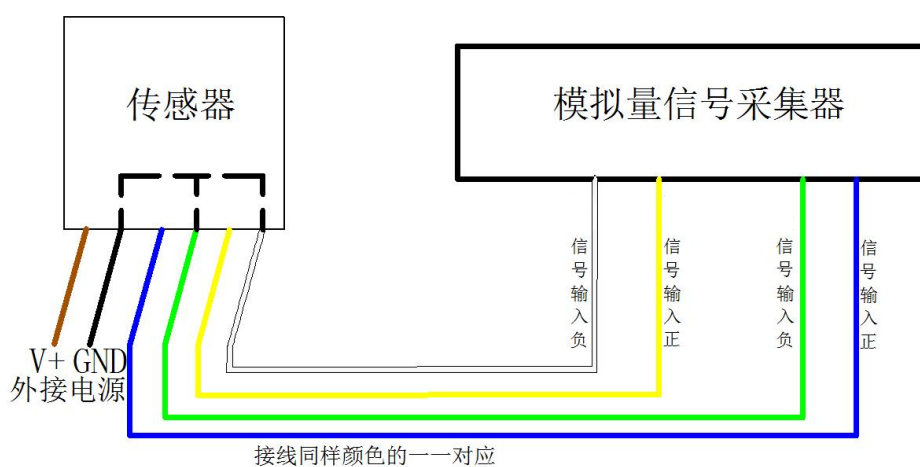 传感器
模拟量信号采集器
信号输入负
信号输入正
信号输入负
信号输入正
V+ GND
外接电源
接线同样颜色的一一对应